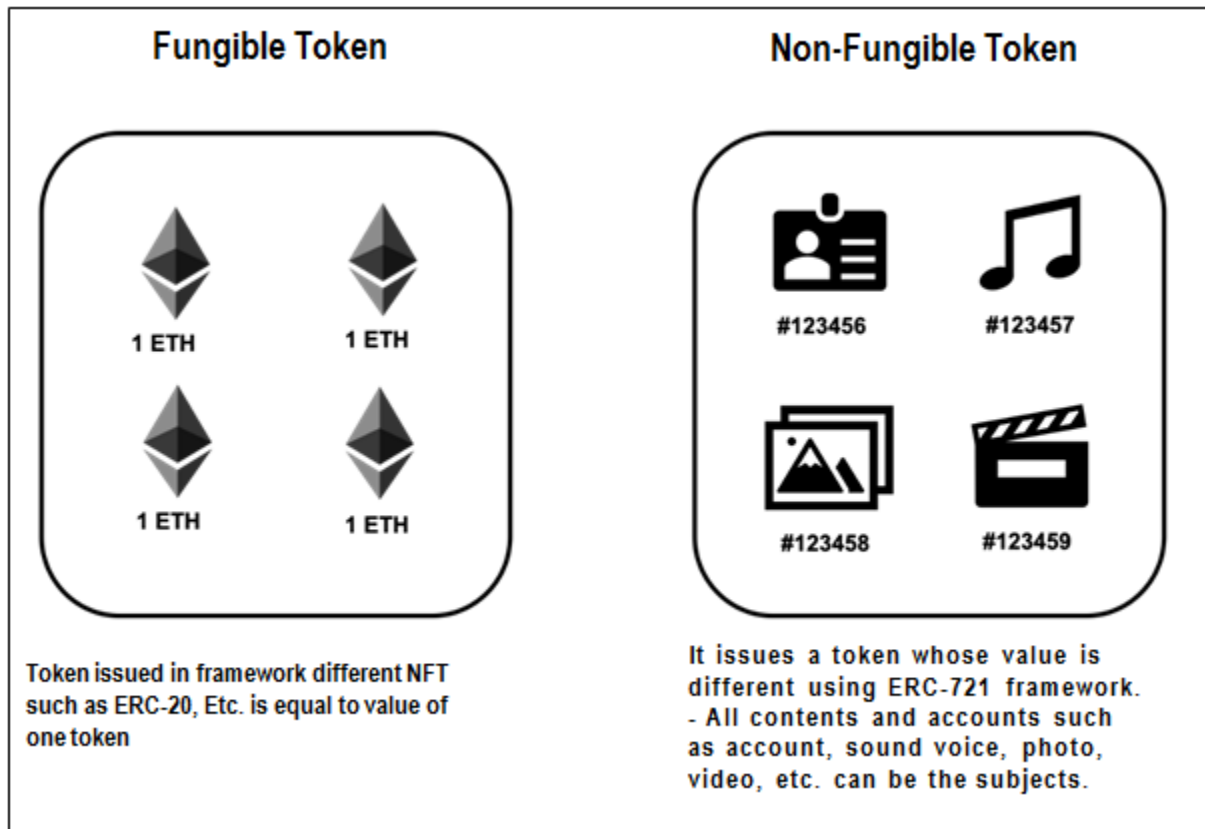 Fungible Token
1 ETH
1 ETH
1 ETH
1 ETH
Token issued in framework different NFT
such as ERC-20, Etc. is equal to value of
one token
Non-Fungible Token
#123456
#123457
#123458
#123459
It issues a token whose value is
different using ERC-721 framework.
- All contents and accounts such
as account, sound voice, photo,
video, etc. can be the subjects.